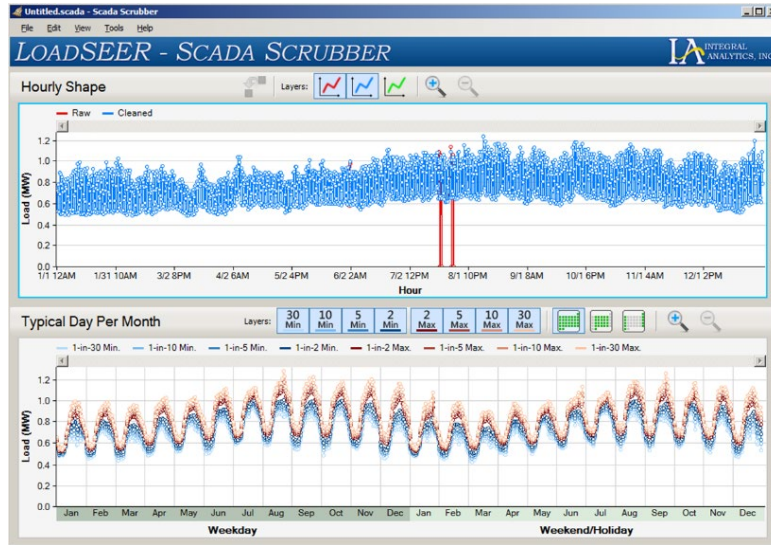 Untitled.scada - Scada Scrubber
File Edit View Tools Help
LOADSEER - SCADA SCRUBBER
IA INTEGRAL ANALYTICS, INC
Hourly Shape
Layers:
Raw Cleaned
Load (MW)
1.2
1.0
0.8
0.6
0.4
0.2
0.0
1/1 12AM 1/31 10AM 3/2 8PM 4/2 6AM 5/2 4PM 6/2 2AM 7/2 12PM 8/1 10PM 9/1 8AM 10/1 6PM 11/1 4AM 12/1 2PM
Hour
Typical Day Per Month
Layers: 30 Min 10 Min 5 Min 2 Min 2 Max 5 Max 10 Max 30 Max
1-in-30 Min. 1-in-10 Min. 1-in-5 Min. 1-in-2 Min. 1-in-2 Max. 1-in-5 Max. 1-in-10 Max. 1-in-30 Max.
Load (MW)
1.2
1.0
0.8
0.6
0.4
0.2
0.0
Jan Feb Mar Apr May Jun Jul Aug Sep Oct Nov Dec Jan Feb Mar Apr May Jun Jul Aug Sep Oct Nov Dec
Weekday Weekend/Holiday